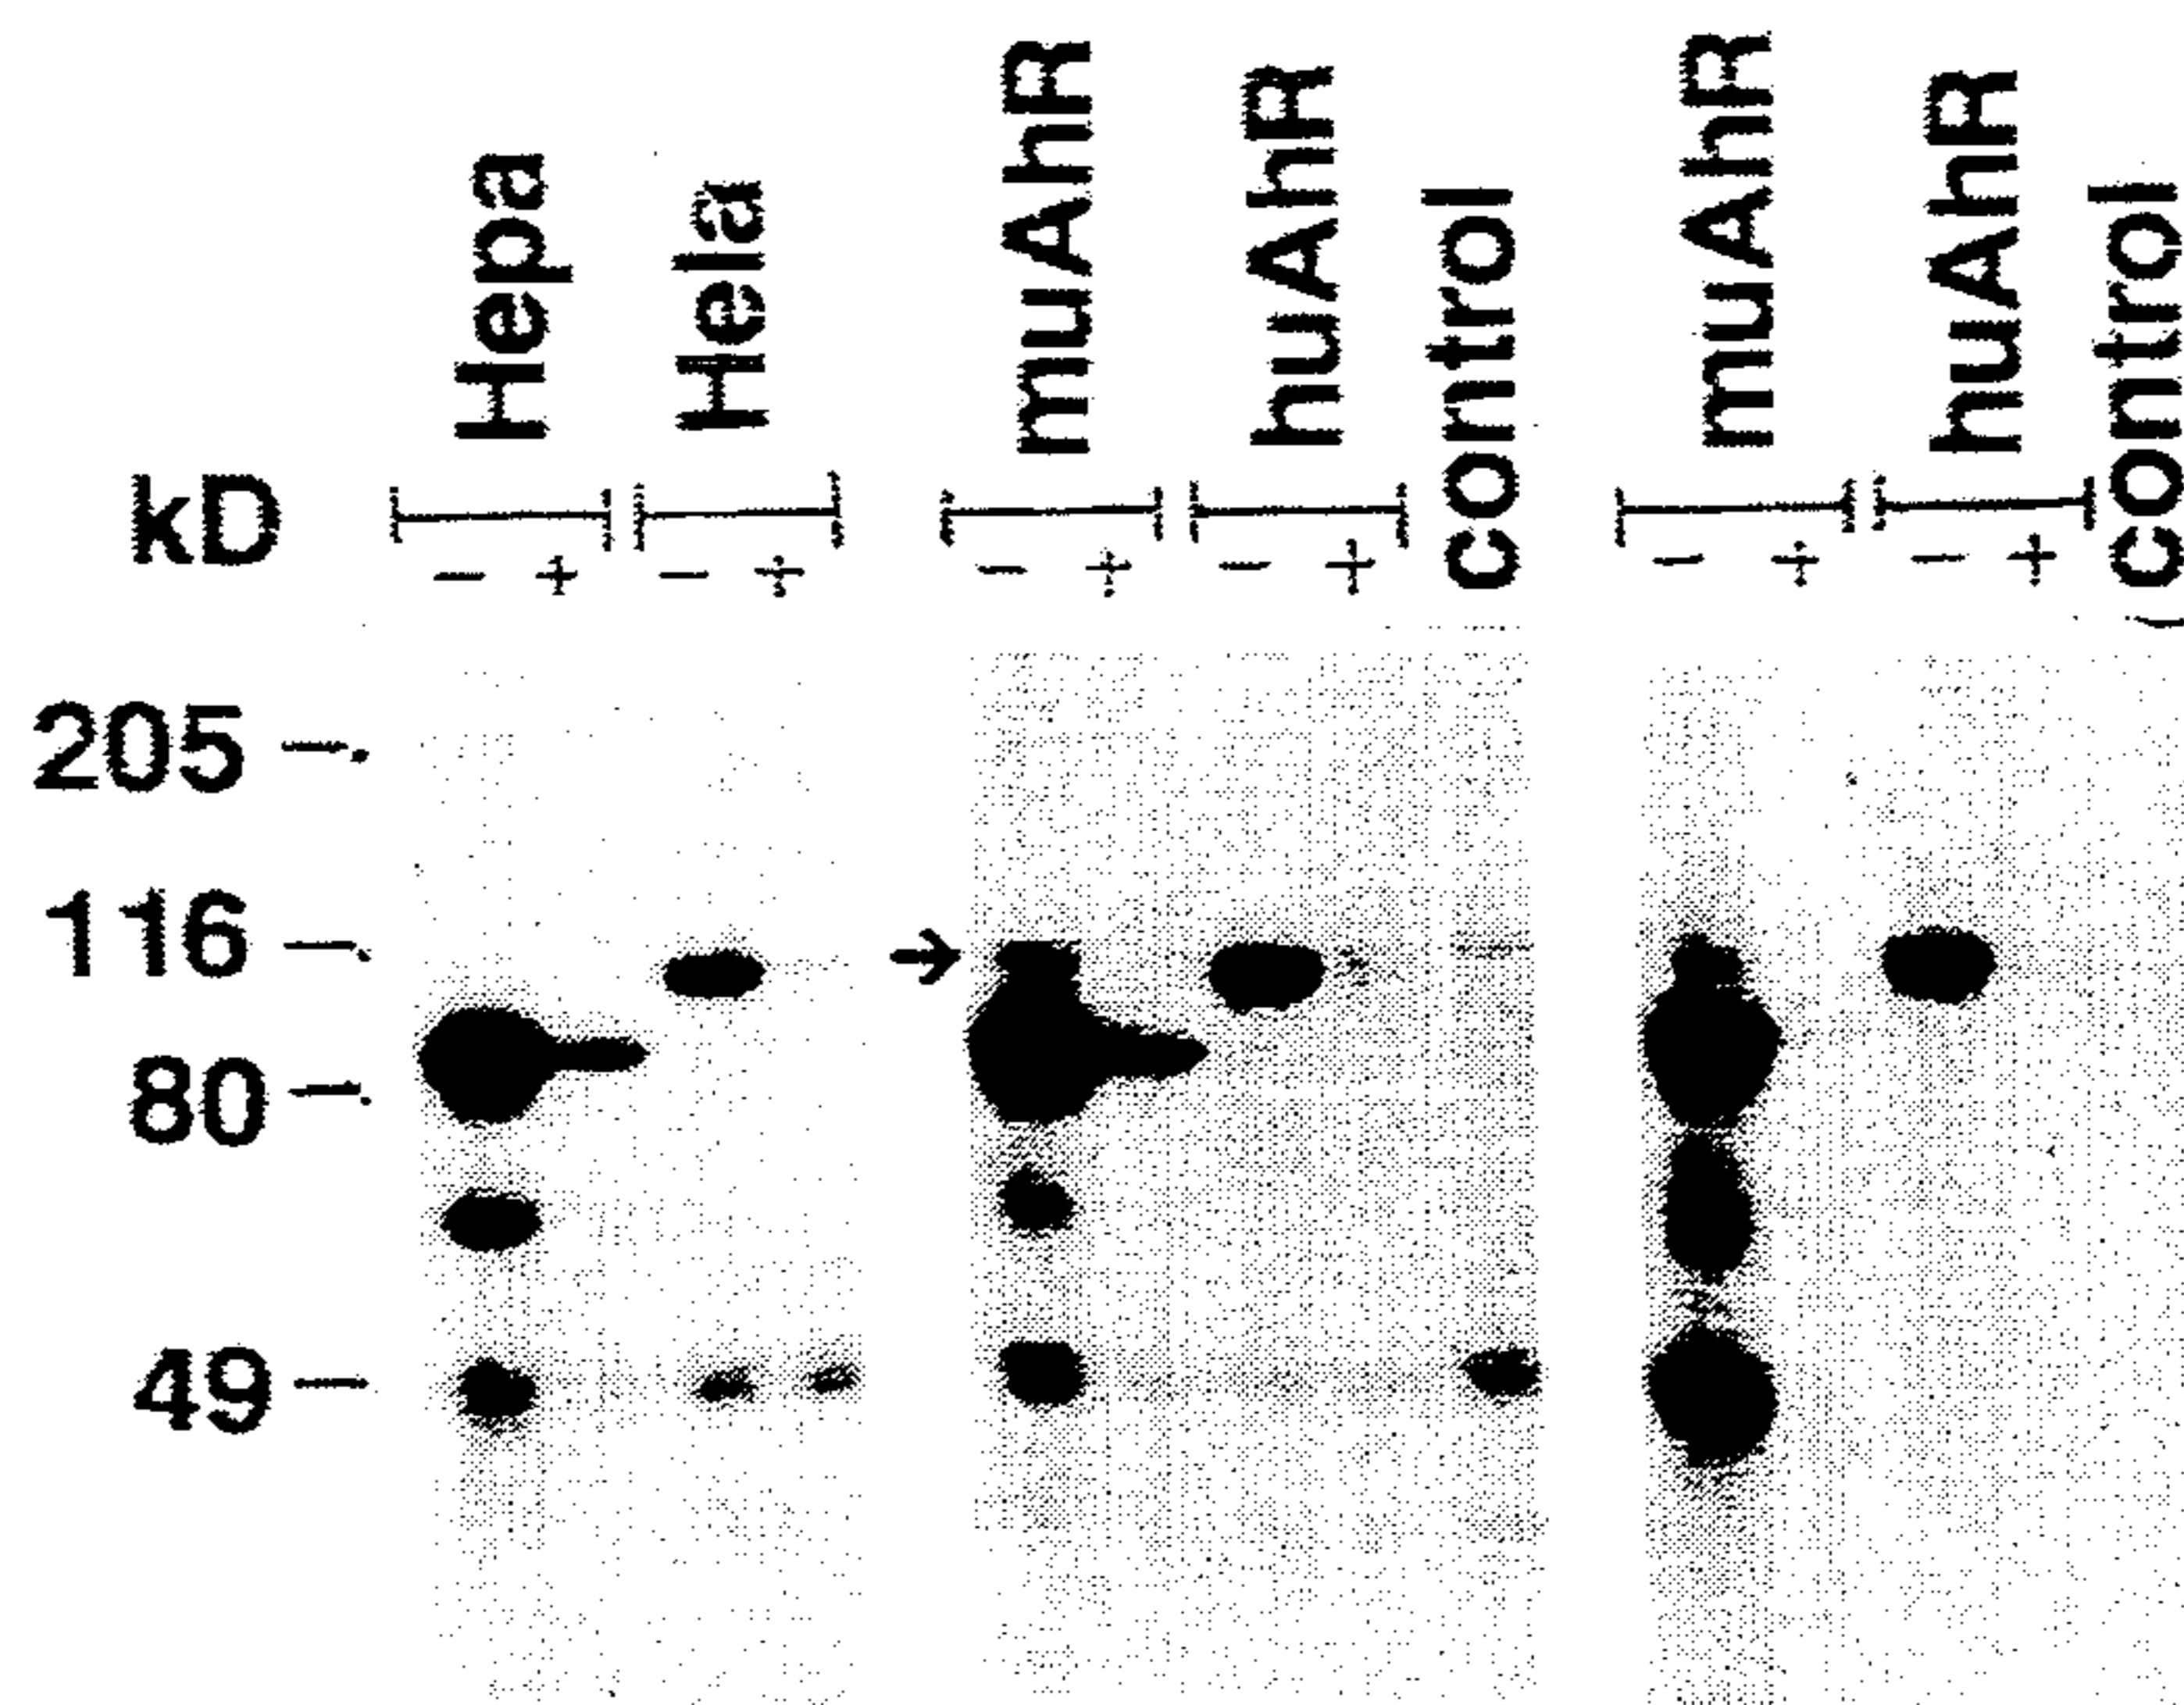 Hepa Hela muAhR huAhR control muAhR huAhR control
kD
− + − + − + − + − + − +
205
116
80
49